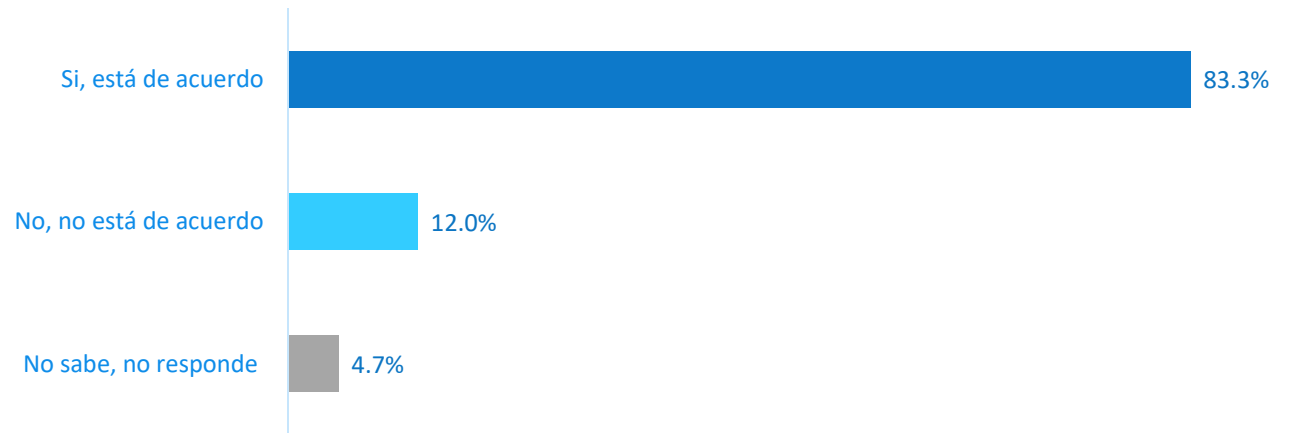 Si, está de acuerdo
83.3%
No, no está de acuerdo
12.0%
No sabe, no responde
4.7%